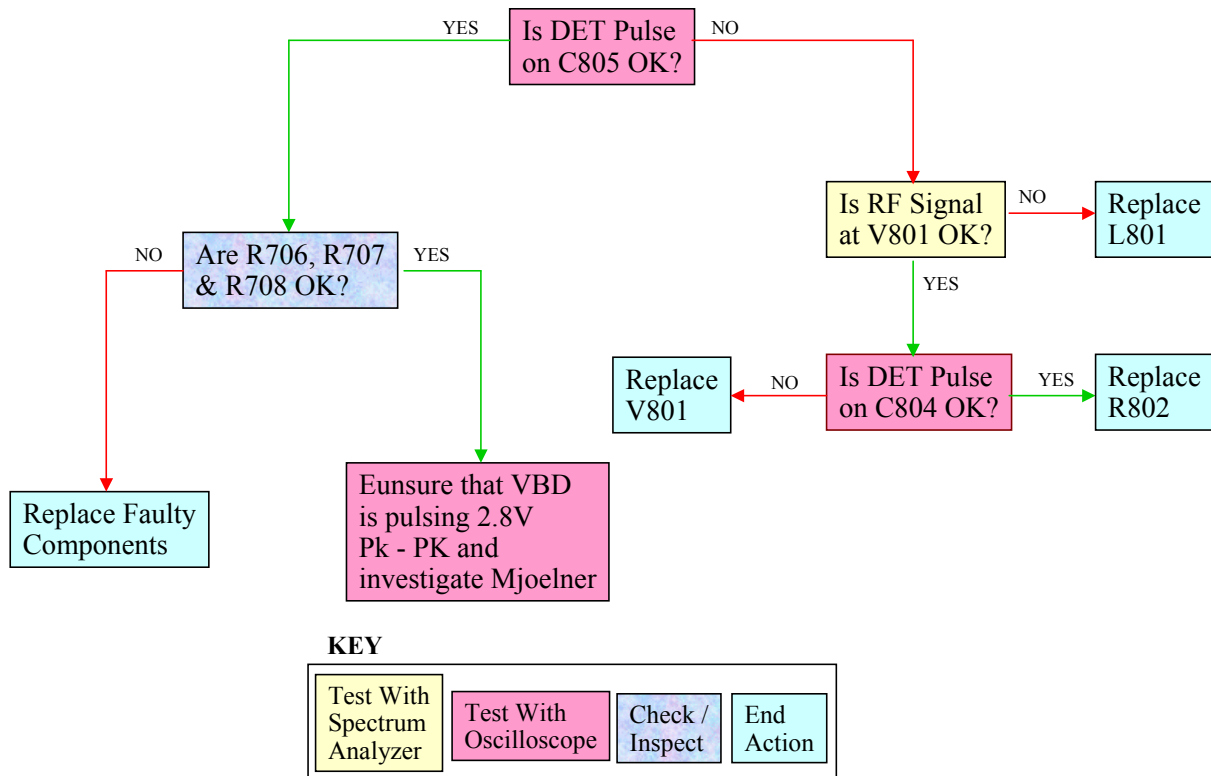 YES
Is DET Pulse
on C805 OK?
NO
Is RF Signal
at V801 OK?
NO
Replace
L801
NO
Are R706, R707
& R708 OK?
YES
YES
Replace
V801
NO
Is DET Pulse
on C804 OK?
YES
Replace
R802
Replace Faulty
Components
Eunsure that VBD
is pulsing 2.8V
Pk - PK and
investigate Mjoelner
KEY
Test With
Spectrum
Analyzer
Test With
Oscilloscope
Check /
Inspect
End
Action